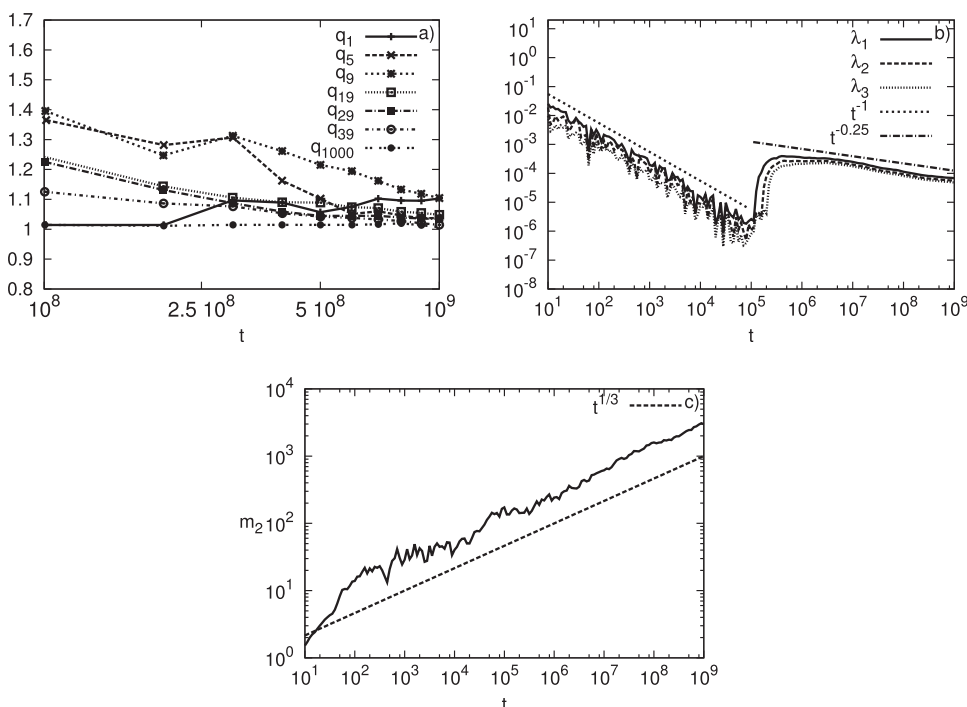 1.7
1.6
1.5
1.4
1.3
1.2
1.1
1
0.9
0.8
10^8
2.5 10^8
5 10^8
10^9
t
q_1
q_5
q_9
q_19
q_29
q_39
q_1000
a)
10^1
10^0
10^-1
10^-2
10^-3
10^-4
10^-5
10^-6
10^-7
10^-8
10^1
10^2
10^3
10^4
10^5
10^6
10^7
10^8
10^9
t
λ_1
λ_2
λ_3
t^-1
t^-0.25
b)
10^4
10^3
m_2 10^2
10^1
10^0
10^1
10^2
10^3
10^4
10^5
10^6
10^7
10^8
10^9
t
t^1/3
c)